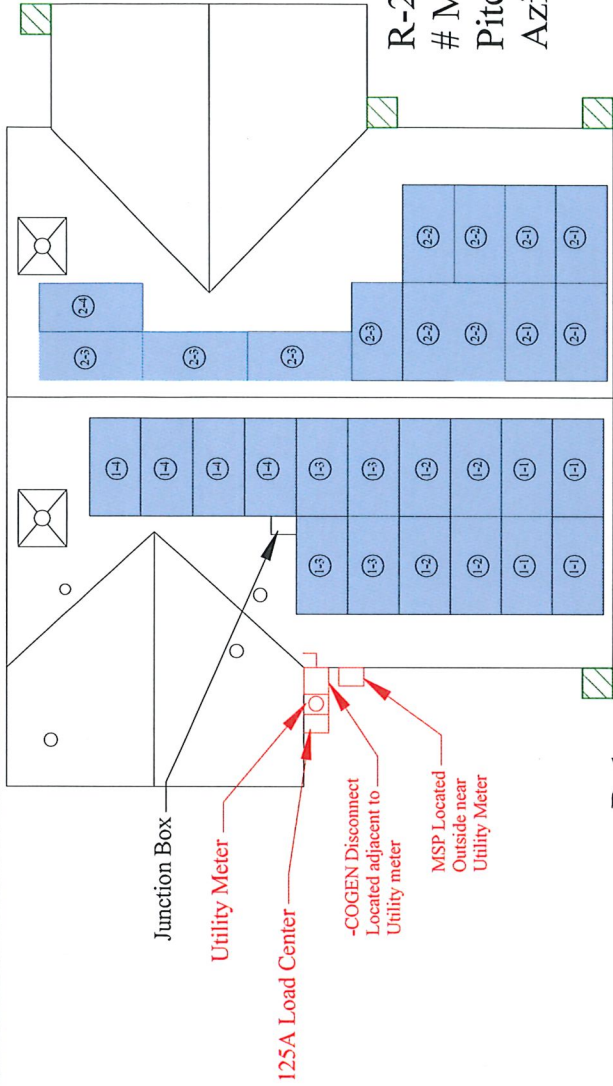 Junction Box
Utility Meter
125A Load Center
-COGEN Disconnect
Located adjacent to
Utility meter
MSP Located
Outside near
Utility Meter
1-4
1-4
1-4
1-4
1-3 1-3
1-3 1-3
1-2 1-2
1-2 1-2
1-1 1-1
1-1 1-1
2-3 2-4
2-3
2-3
2-3
2-2 2-2
2-2 2-2
2-1 2-1
2-1 2-1
R-2
# M
Pitc
Azi